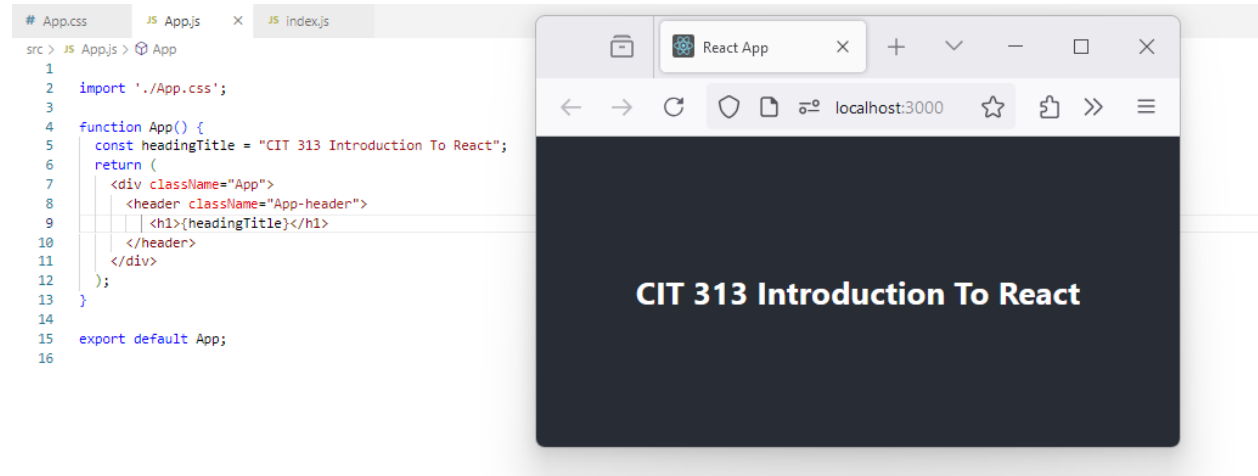 # App.css
JS App.js ×
JS index.js
src > JS App.js > App
1
2 import './App.css';
3
4 function App() {
5 const headingTitle = "CIT 313 Introduction To React";
6 return (
7 <div className="App">
8 <header className="App-header">
9 <h1>{headingTitle}</h1>
10 </header>
11 </div>
12 );
13 }
14
15 export default App;
16
React App
localhost:3000
CIT 313 Introduction To React